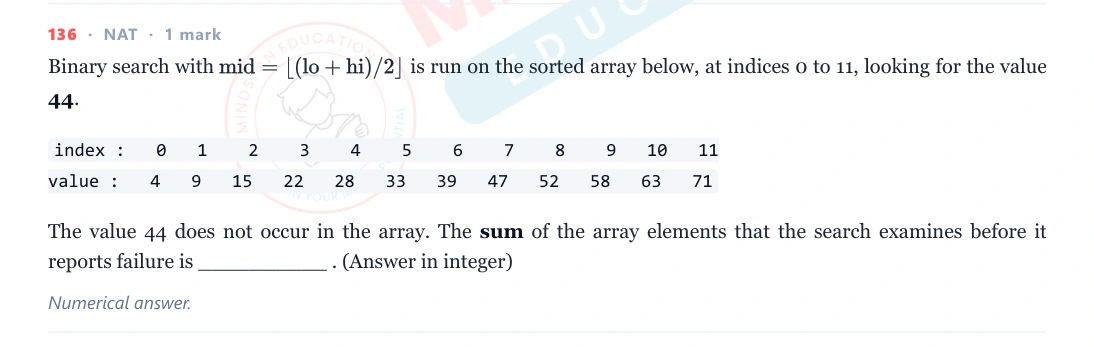 136 · NAT · 1 mark
Binary search with mid = ⌊(lo + hi)/2⌋ is run on the sorted array below, at indices 0 to 11, looking for the value
44.
index : 0 1 2 3 4 5 6 7 8 9 10 11
value : 4 9 15 22 28 33 39 47 52 58 63 71
The value 44 does not occur in the array. The sum of the array elements that the search examines before it
reports failure is ____________ . (Answer in integer)
Numerical answer.